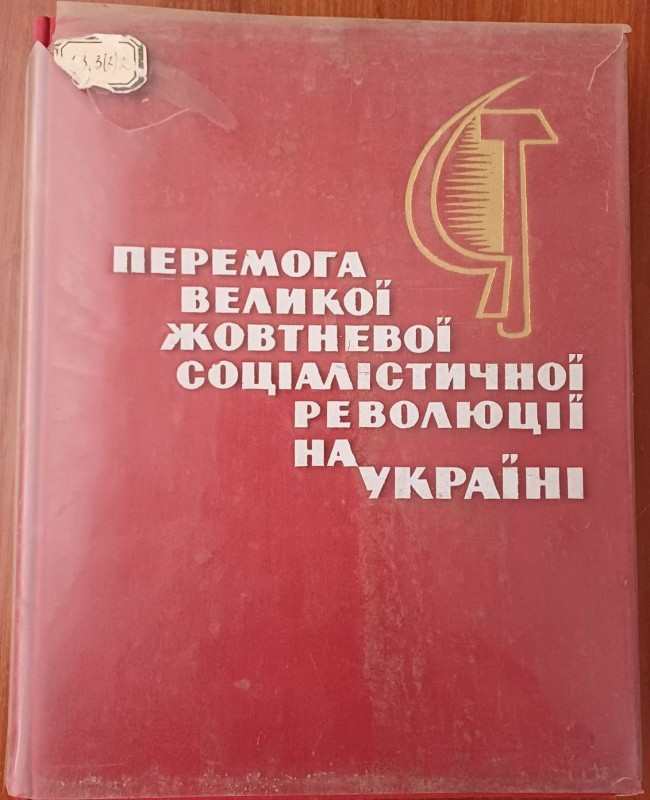 ПЕРЕМОГА
ВЕЛИКОЇ
ЖОВТНЕВОЇ
СОЦІАЛІСТИЧНОЇ
РЕВОЛЮЦІЇ
НА
УКРАЇНІ